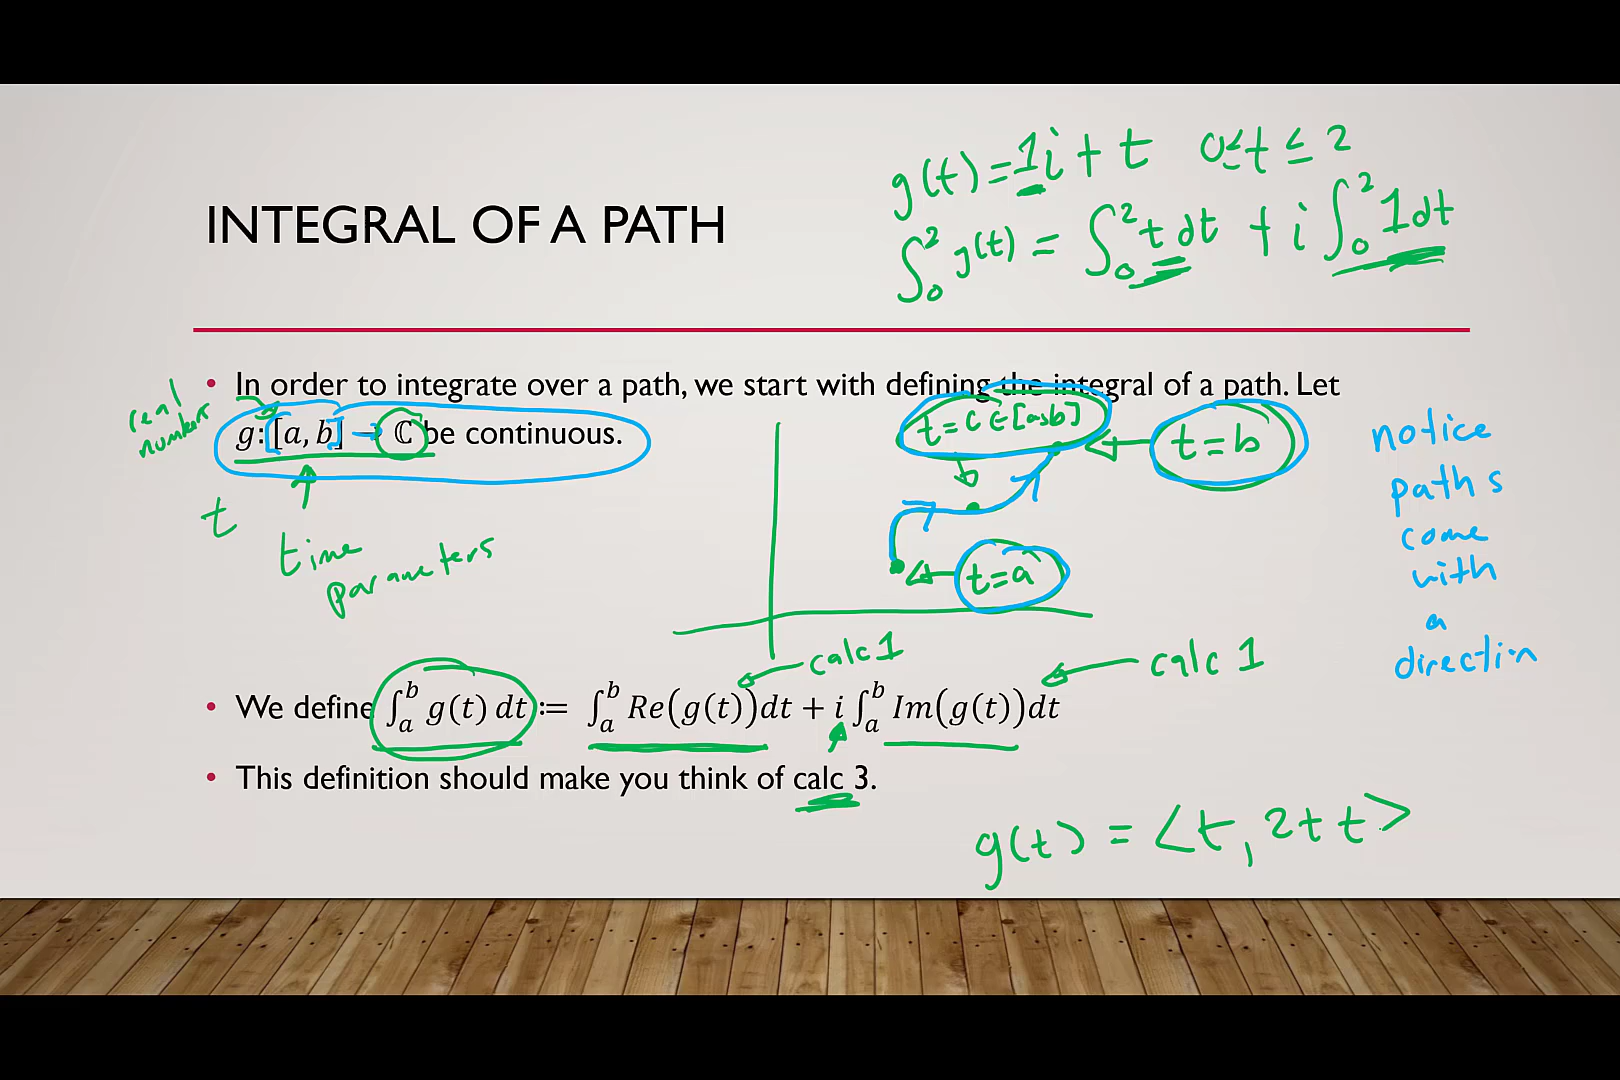 g(t) = 1i + t 0 ≤ t ≤ 2
INTEGRAL OF A PATH
∫₀² g(t) = ∫₀² t dt + i ∫₀² 1dt
• In order to integrate over a path, we start with defining the integral of a path. Let
g: [a, b] → ℂ be continuous.
real
numbers
t = c ∈ [a,b]
t = b
t
time
parameters
t = a
notice
paths
come
with
a
direction
calc 1
calc 1
• We define ∫ₐᵇ g(t) dt ≔ ∫ₐᵇ Re(g(t))dt + i ∫ₐᵇ Im(g(t))dt
• This definition should make you think of calc 3.
g(t) = <t, 2t t>